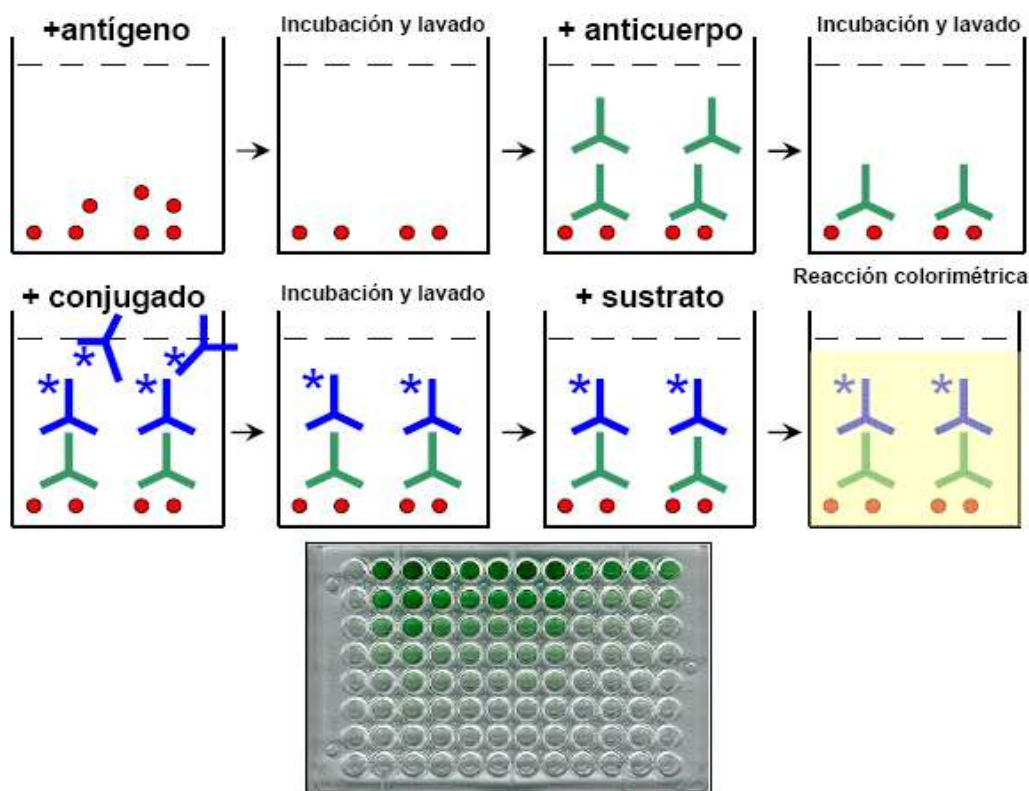 +antígeno
Incubación y lavado
+ anticuerpo
Incubación y lavado
+ conjugado
Incubación y lavado
+ sustrato
Reacción colorimétrica